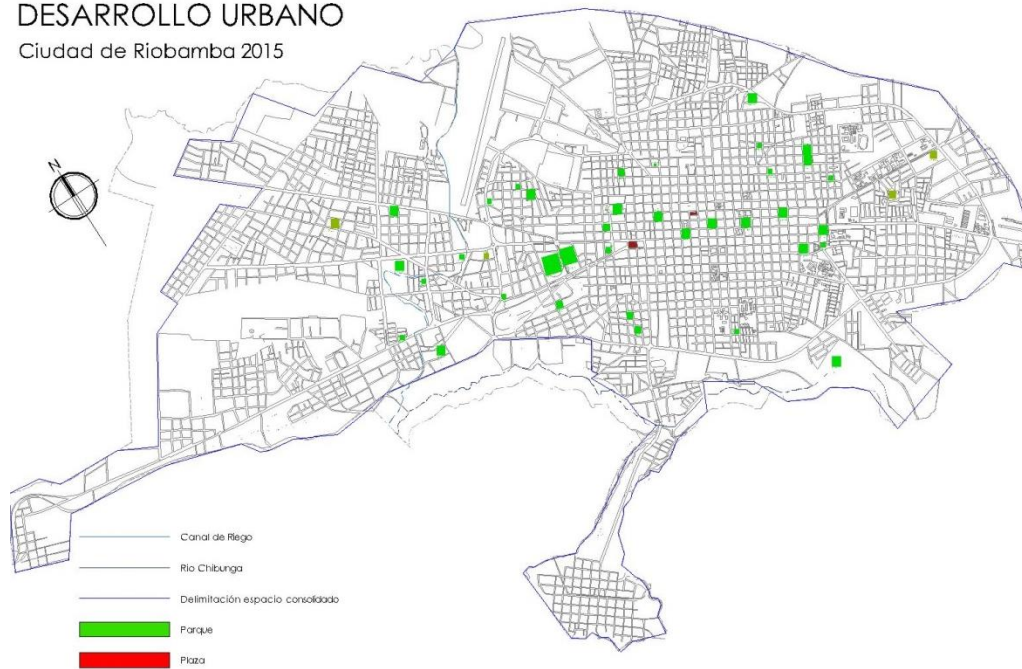 DESARROLLO URBANO
Ciudad de Riobamba 2015
N
Canal de Riego
Rio Chibunga
Delimitación espacio consolidado
Parque
Plaza